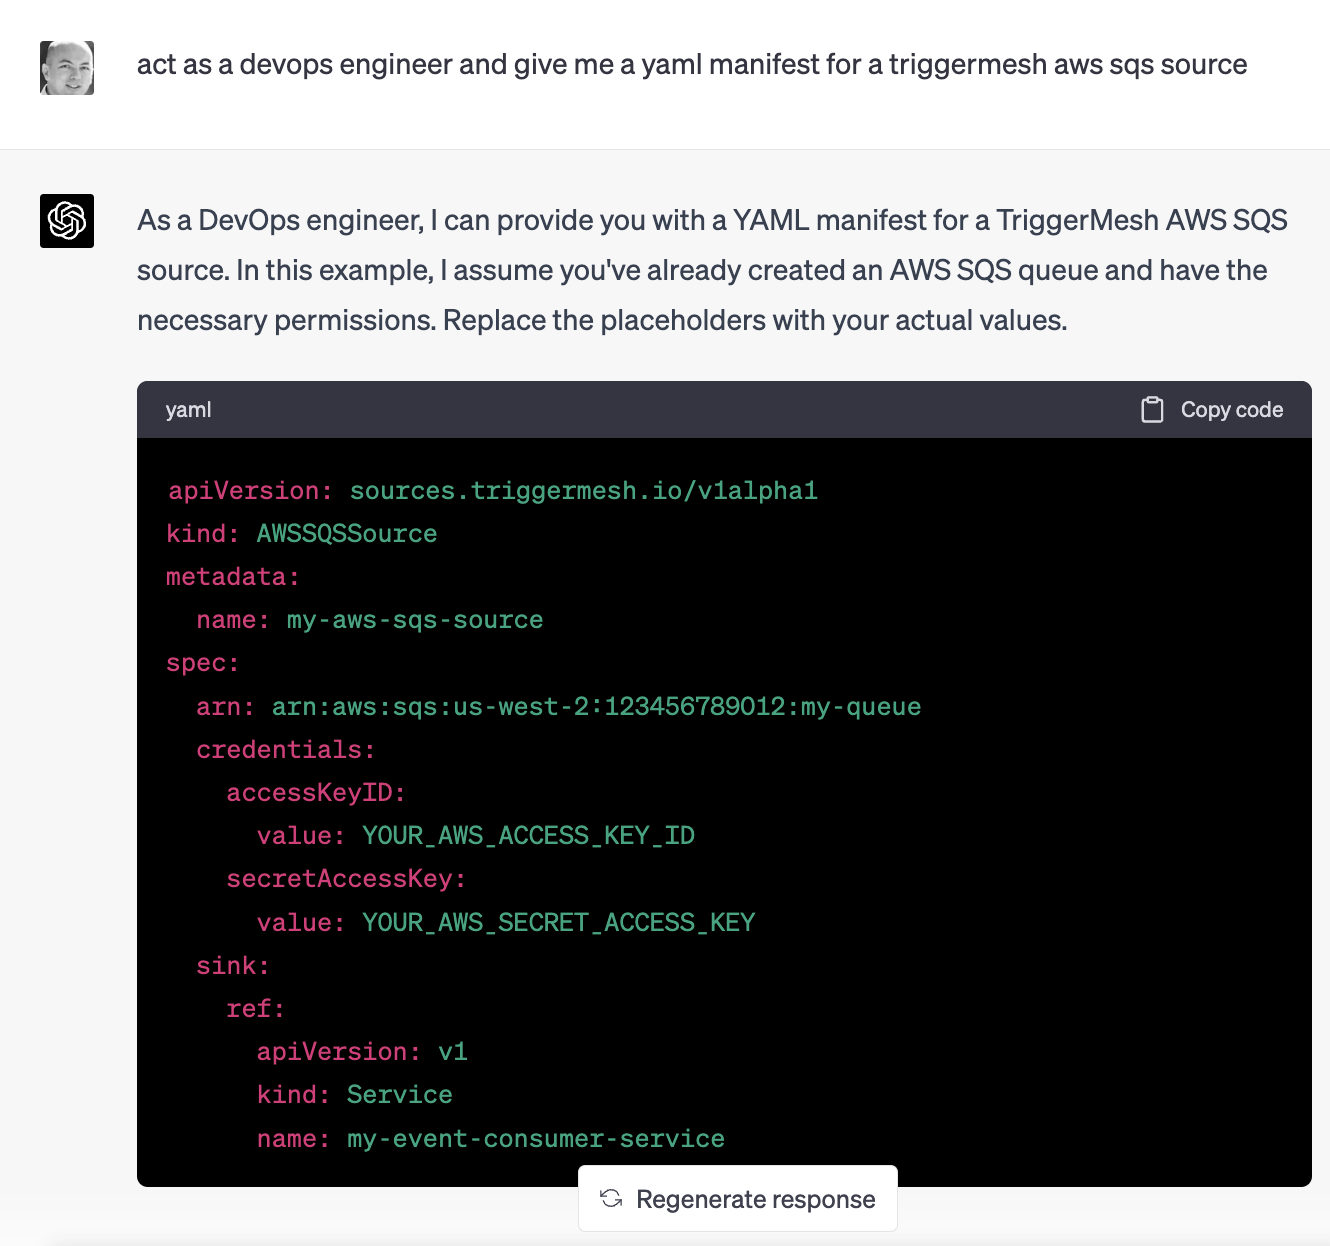 act as a devops engineer and give me a yaml manifest for a triggermesh aws sqs source
As a DevOps engineer, I can provide you with a YAML manifest for a TriggerMesh AWS SQS
source. In this example, I assume you've already created an AWS SQS queue and have the
necessary permissions. Replace the placeholders with your actual values.
yaml
Copy code
apiVersion: sources.triggermesh.io/v1alpha1
kind: AWSSQSSource
metadata:
  name: my-aws-sqs-source
spec:
  arn: arn:aws:sqs:us-west-2:123456789012:my-queue
  credentials:
    accessKeyID:
      value: YOUR_AWS_ACCESS_KEY_ID
    secretAccessKey:
      value: YOUR_AWS_SECRET_ACCESS_KEY
  sink:
    ref:
      apiVersion: v1
      kind: Service
      name: my-event-consumer-service
Regenerate response